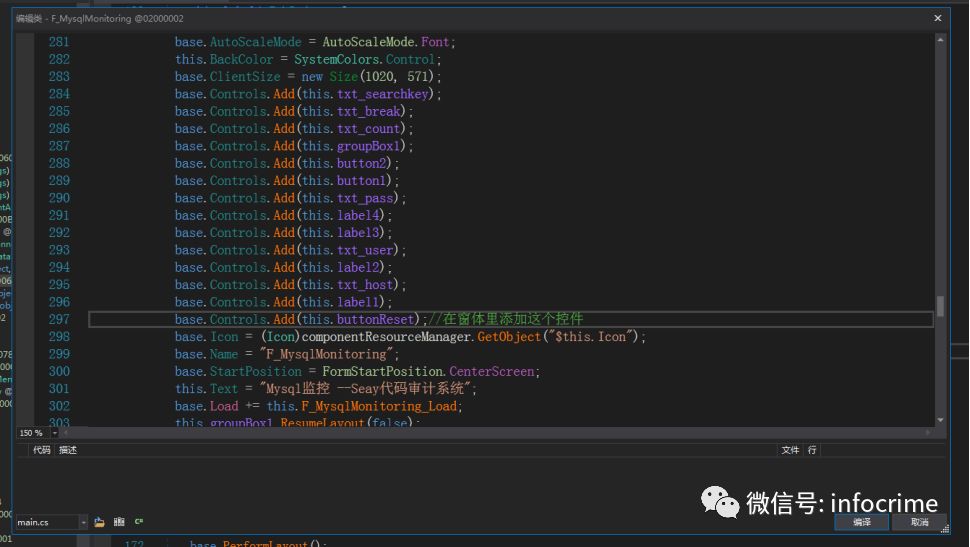 编辑类 - F_MysqlMonitoring @02000002
281 base.AutoScaleMode = AutoScaleMode.Font;
282 this.BackColor = SystemColors.Control;
283 base.ClientSize = new Size(1020, 571);
284 base.Controls.Add(this.txt_searchkey);
285 base.Controls.Add(this.txt_break);
286 base.Controls.Add(this.txt_count);
287 base.Controls.Add(this.groupBox1);
288 base.Controls.Add(this.button2);
289 base.Controls.Add(this.button1);
290 base.Controls.Add(this.txt_pass);
291 base.Controls.Add(this.label4);
292 base.Controls.Add(this.label3);
293 base.Controls.Add(this.txt_user);
294 base.Controls.Add(this.label2);
295 base.Controls.Add(this.txt_host);
296 base.Controls.Add(this.label1);
297 base.Controls.Add(this.buttonReset);//在窗体里添加这个控件
298 base.Icon = (Icon)componentResourceManager.GetObject("$this.Icon");
299 base.Name = "F_MysqlMonitoring";
300 base.StartPosition = FormStartPosition.CenterScreen;
301 this.Text = "Mysql监控 --Seay代码审计系统";
302 base.Load += this.F_MysqlMonitoring_Load;
303 this.groupBox1.ResumeLayout(false);
150 %
代码 描述 文件 行
微信号: infocrime
main.cs C# 编译 取消
172 base.PerformLayout();